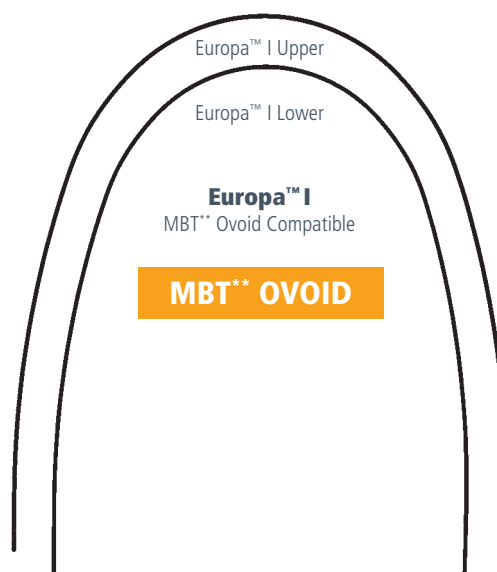 Europa™ I Upper
Europa™ I Lower
Europa™ I
MBT** Ovoid Compatible
MBT** OVOID